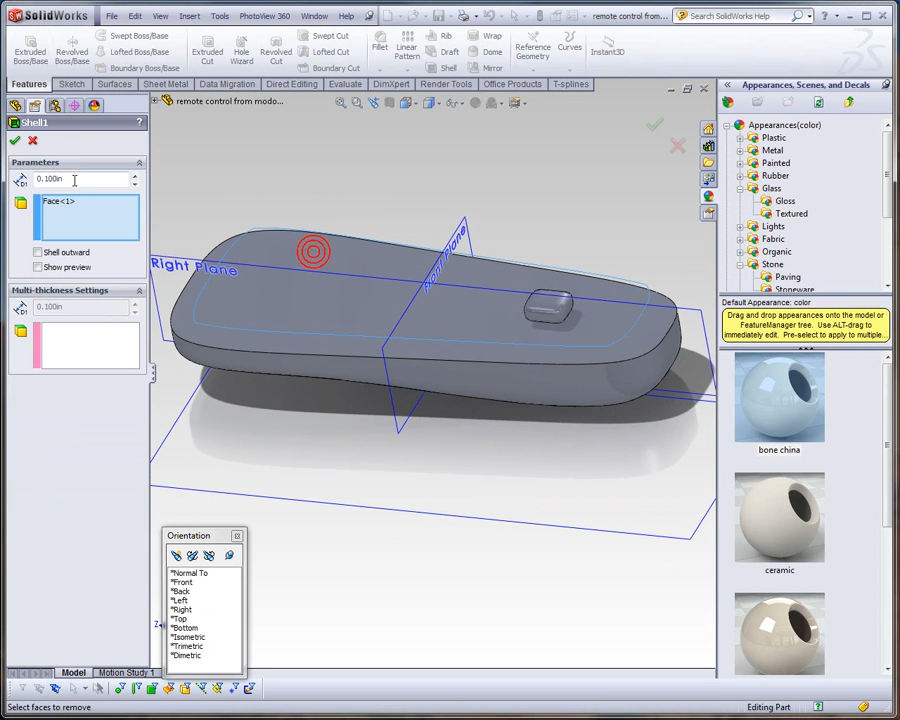 SolidWorks
File Edit View Insert Tools Toolbox PhotoView 360 Window Help
remote control from...
Search SolidWorks Help
Extruded Boss/Base
Revolved Boss/Base
Swept Boss/Base
Lofted Boss/Base
Boundary Boss/Base
Extruded Cut
Hole Wizard
Revolved Cut
Swept Cut
Lofted Cut
Boundary Cut
Fillet
Linear Pattern
Rib
Draft
Shell
Wrap
Dome
Mirror
Reference Geometry
Curves
Instant3D
Features Sketch Surfaces Sheet Metal Data Migration Direct Editing Evaluate DimXpert Render Tools Office Products T-splines
Appearances, Scenes, and Decals
remote control from modo...
Shell1 ?
Parameters
0.100in
Face<1>
Shell outward
Show preview
Multi-thickness Settings
0.100in
Right Plane
Appearances(color)
Plastic
Metal
Painted
Rubber
Glass
Gloss
Textured
Lights
Fabric
Organic
Stone
Paving
Stoneware
Default Appearance: color
Drag and drop appearances onto the model or FeatureManager tree. Use ALT-drag to immediately edit. Pre-select to apply to multiple...
bone china
ceramic
Orientation
*Normal To
*Front
*Back
*Left
*Right
*Top
*Bottom
*Isometric
*Trimetric
*Dimetric
Z
Model Motion Study 1
Select faces to remove
Editing Part